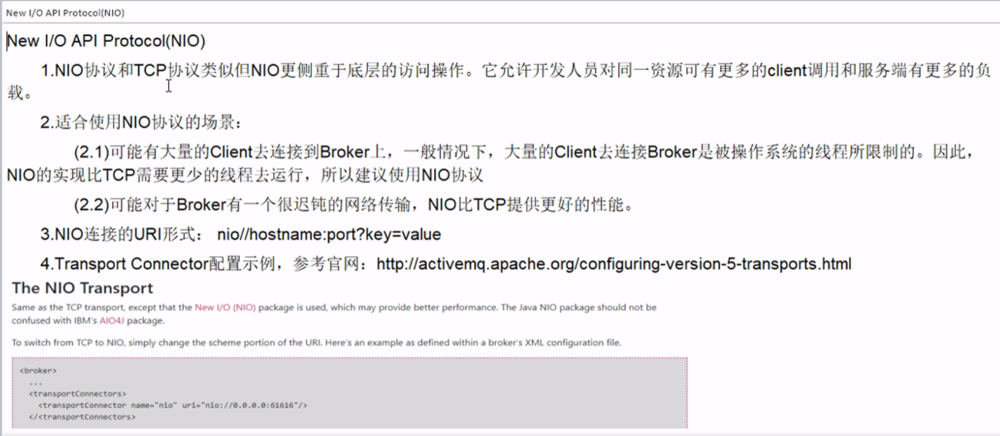 New I/O API Protocol(NIO)
New I/O API Protocol(NIO)
1.NIO协议和TCP协议类似但NIO更侧重于底层的访问操作。它允许开发人员对同一资源可有更多的client调用和服务端有更多的负
载。
2.适合使用NIO协议的场景：
(2.1)可能有大量的Client去连接到Broker上，一般情况下，大量的Client去连接Broker是被操作系统的线程所限制的。因此，
NIO的实现比TCP需要更少的线程去运行，所以建议使用NIO协议
(2.2)可能对于Broker有一个很迟钝的网络传输，NIO比TCP提供更好的性能。
3.NIO连接的URI形式： nio//hostname:port?key=value
4.Transport Connector配置示例，参考官网：http://activemq.apache.org/configuring-version-5-transports.html
The NIO Transport
Same as the TCP transport, except that the New I/O (NIO) package is used, which may provide better performance. The Java NIO package should not be
confused with IBM's AIO4J package.
To switch from TCP to NIO, simply change the scheme portion of the URI. Here's an example as defined within a broker's XML configuration file.
<broker>
...
<transportConnectors>
<transportConnector name="nio" uri="nio://0.0.0.0:61616"/>
</<transportConnectors>